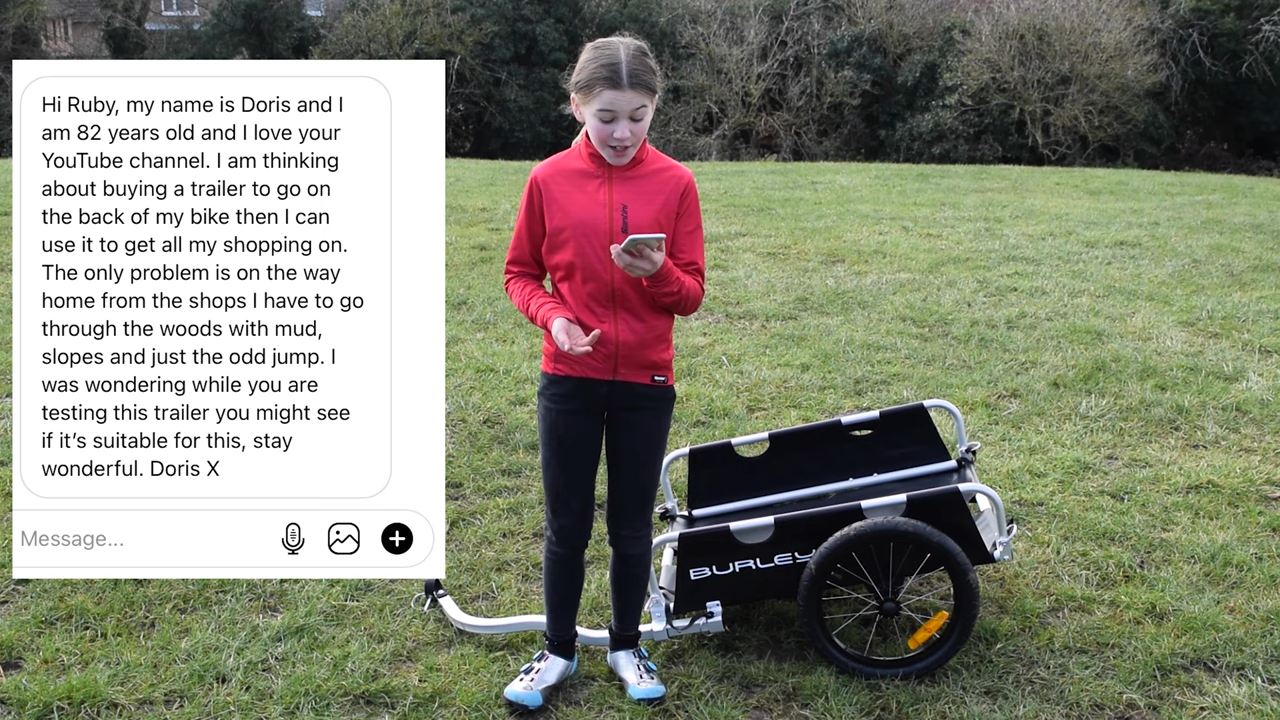 Hi Ruby, my name is Doris and I
am 82 years old and I love your
YouTube channel. I am thinking
about buying a trailer to go on
the back of my bike then I can
use it to get all my shopping on.
The only problem is on the way
home from the shops I have to go
through the woods with mud,
slopes and just the odd jump. I
was wondering while you are
testing this trailer you might see
if it’s suitable for this, stay
wonderful. Doris X
Message...
Santini
BURLEY